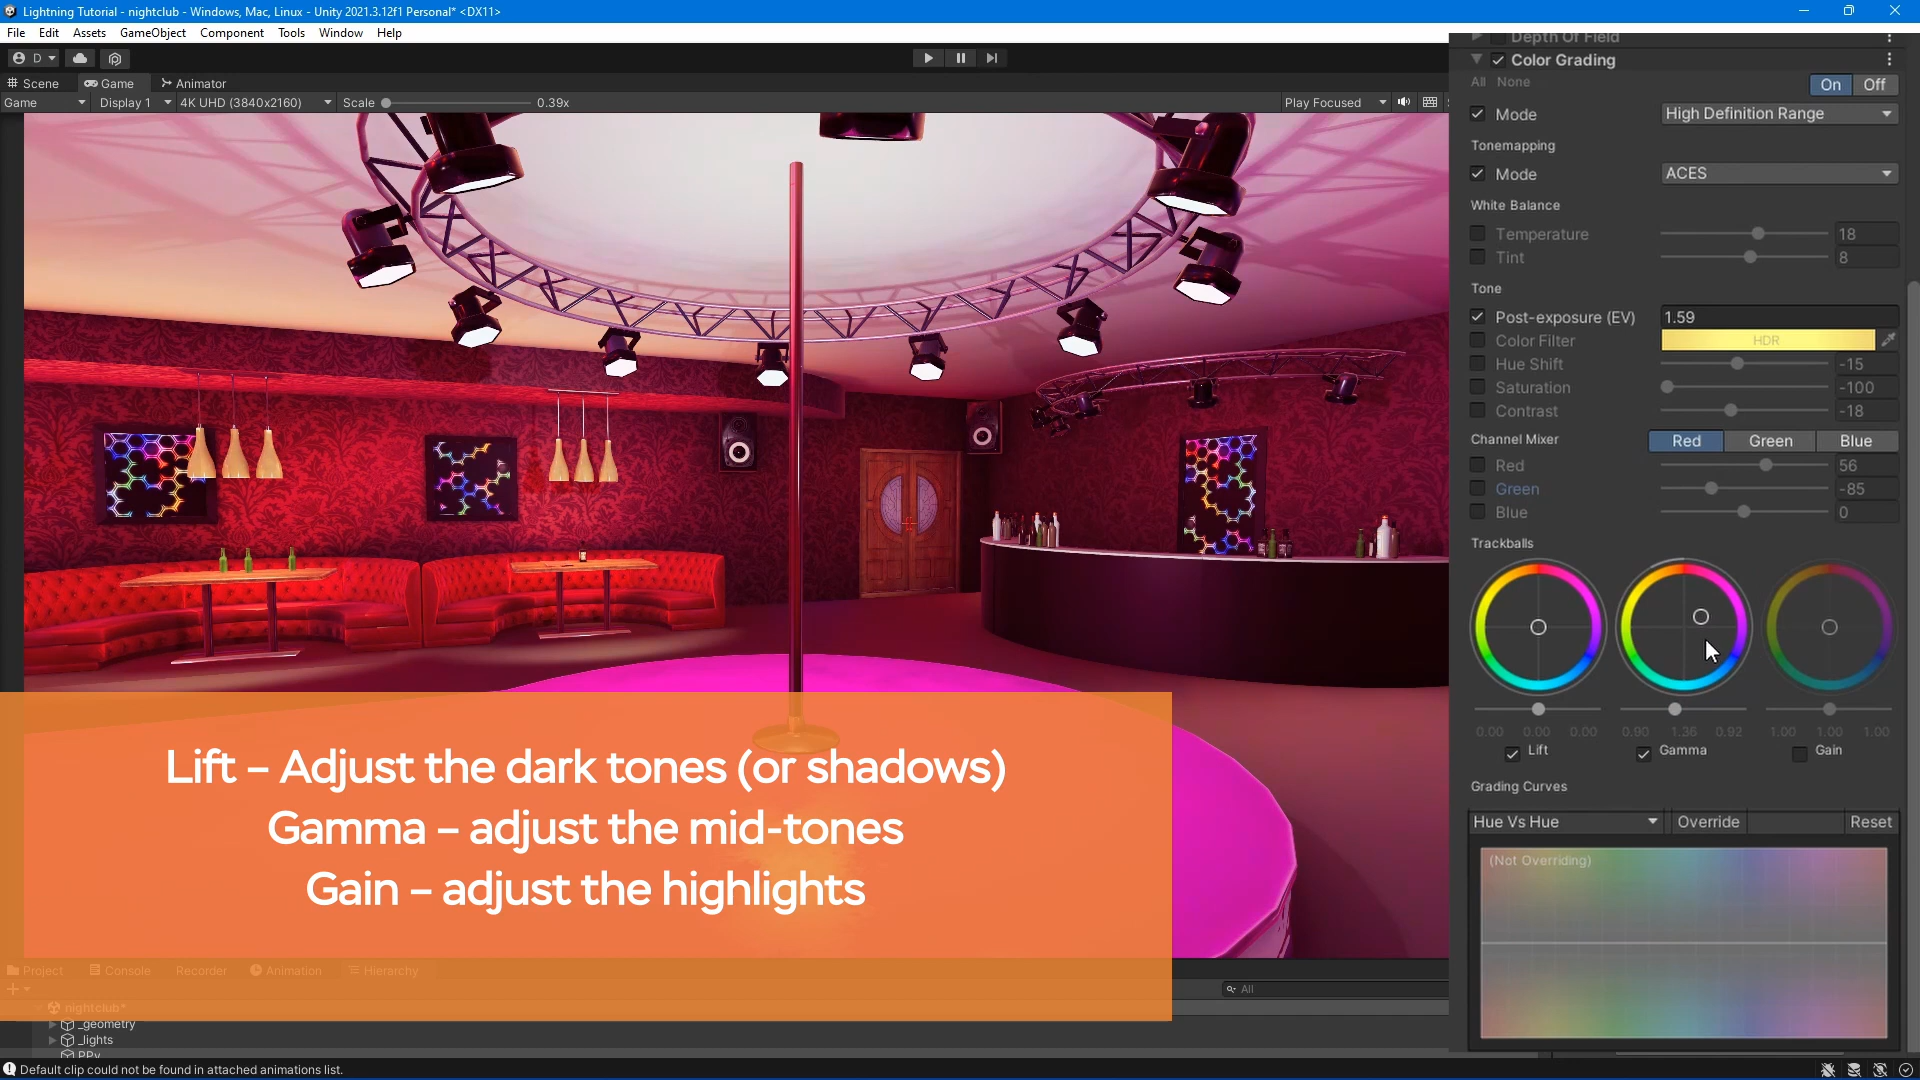 Lightning Tutorial - nightclub - Windows, Mac, Linux - Unity 2021.3.12f1 Personal* <DX11>
File Edit Assets GameObject Component Tools Window Help
D
Scene Game Animator
Game Display 1 4K UHD (3840x2160) Scale 0.39x Play Focused
Depth Of Field
Color Grading
All None On Off
Mode High Definition Range
Tonemapping
Mode ACES
White Balance
Temperature 18
Tint 8
Tone
Post-exposure (EV) 1.59
Color Filter HDR
Hue Shift -15
Saturation -100
Contrast -18
Channel Mixer Red Green Blue
Red 56
Green -85
Blue 0
Trackballs
0.00 0.00 0.00 0.90 1.36 0.92 1.00 1.00 1.00
Lift Gamma Gain
Grading Curves
Hue Vs Hue Override Reset
(Not Overriding)
Lift – Adjust the dark tones (or shadows)
Gamma – adjust the mid-tones
Gain – adjust the highlights
Project Console Recorder Animation Hierarchy
All
nightclub*
_geometry
_lights
PPv
Default clip could not be found in attached animations list.